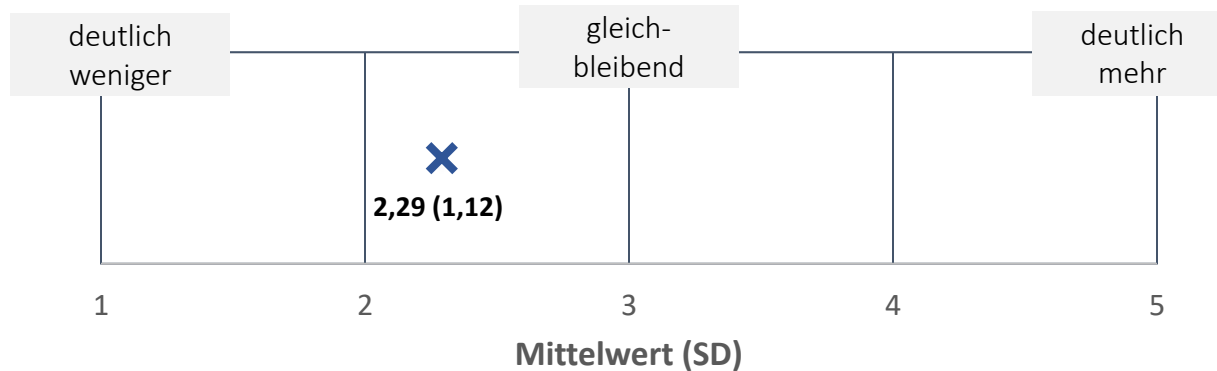 deutlich
weniger
gleich-
bleibend
deutlich
mehr
2,29 (1,12)
1 2 3 4 5
Mittelwert (SD)